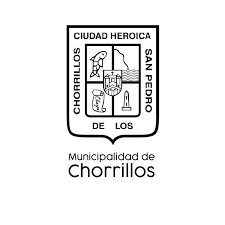 CIUDAD HEROICA
SAN PEDRO
DE LOS
CHORRILLOS
Municipalidad de
Chorrillos